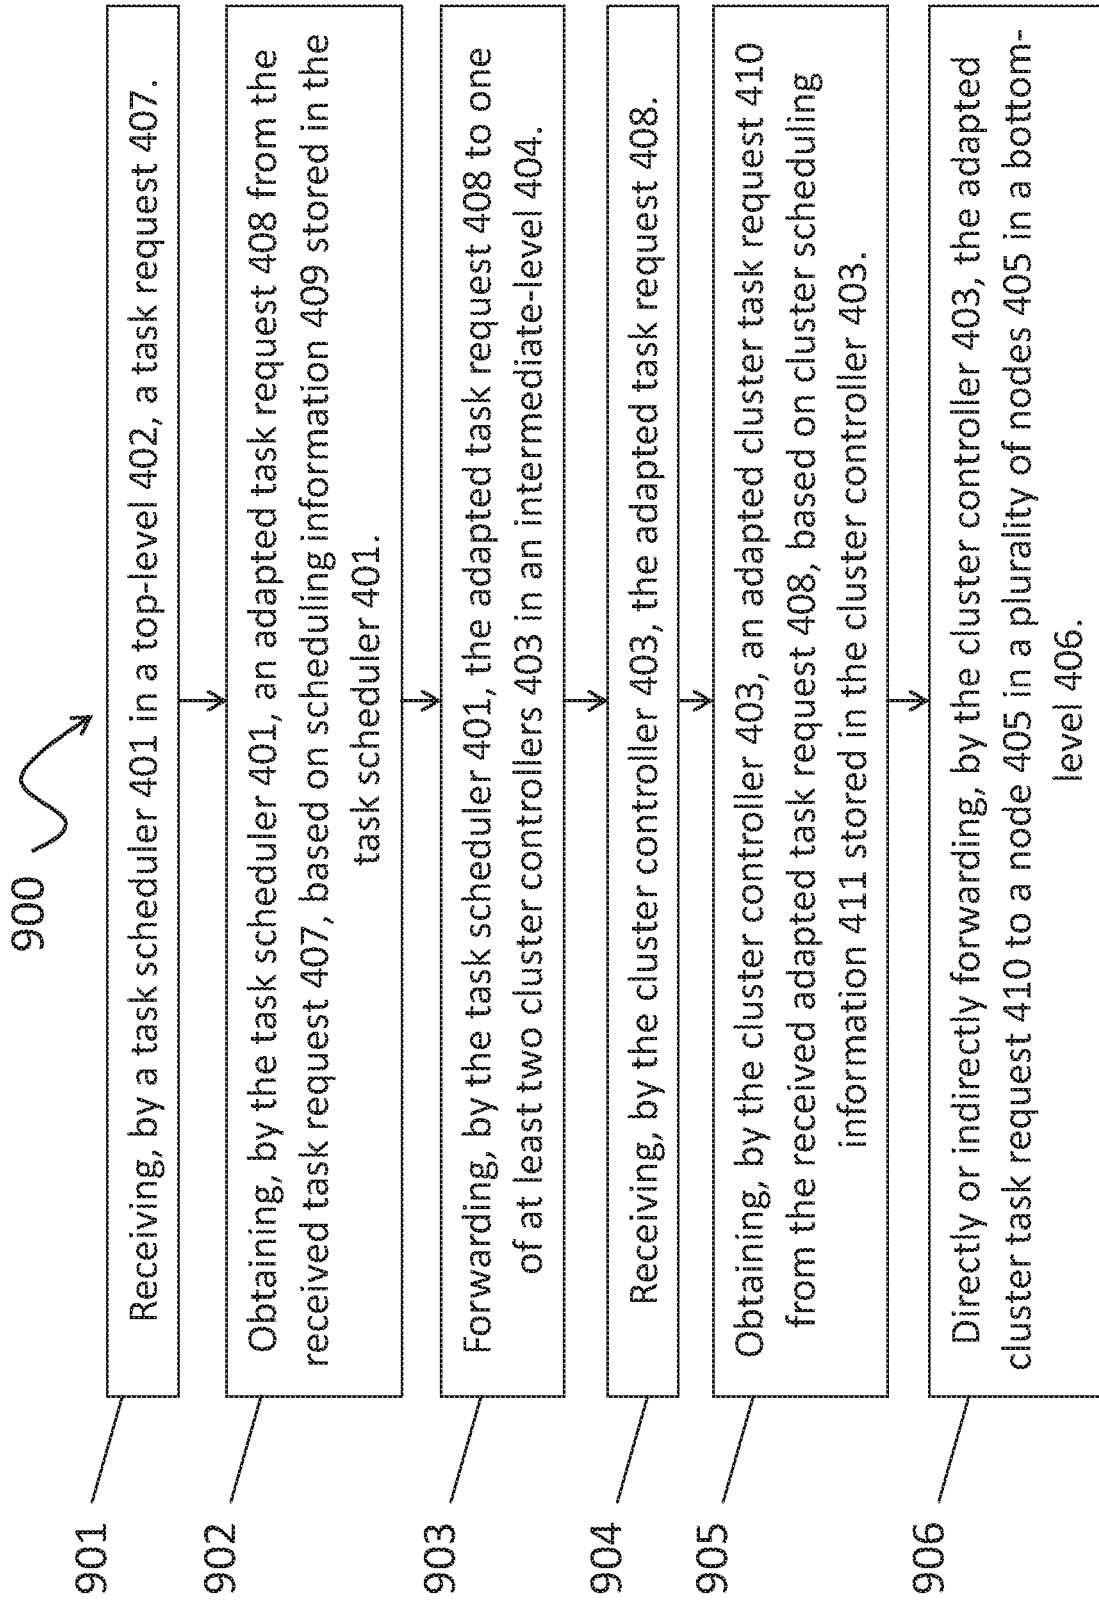 900
901
Receiving, by a task scheduler 401 in a top-level 402, a task request 407.
902
Obtaining, by the task scheduler 401, an adapted task request 408 from the
received task request 407, based on scheduling information 409 stored in the
task scheduler 401.
903
Forwarding, by the task scheduler 401, the adapted task request 408 to one
of at least two cluster controllers 403 in an intermediate-level 404.
904
Receiving, by the cluster controller 403, the adapted task request 408.
905
Obtaining, by the cluster controller 403, an adapted cluster task request 410
from the received adapted task request 408, based on cluster scheduling
information 411 stored in the cluster controller 403.
906
Directly or indirectly forwarding, by the cluster controller 403, the adapted
cluster task request 410 to a node 405 in a plurality of nodes 405 in a bottom-
level 406.